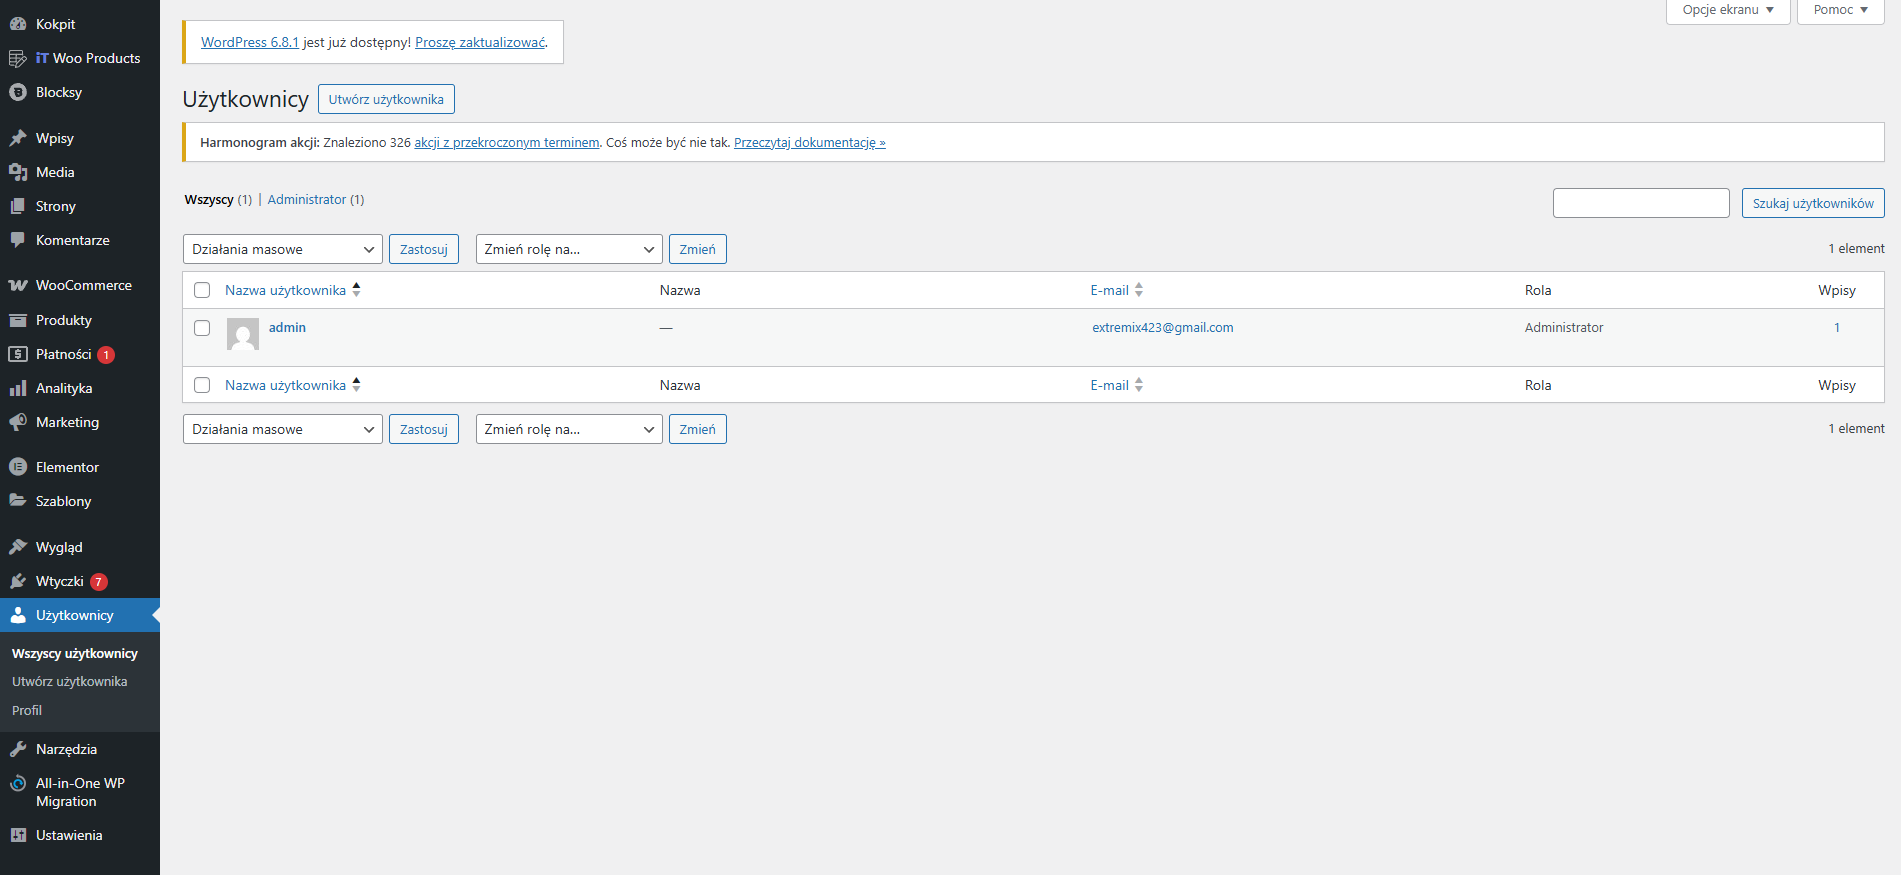 Kokpit
iT Woo Products
Blocksy
Wpisy
Media
Strony
Komentarze
WooCommerce
Produkty
Płatności 1
Analityka
Marketing
Elementor
Szablony
Wygląd
Wtyczki 7
Użytkownicy
Wszyscy użytkownicy
Utwórz użytkownika
Profil
Narzędzia
All-in-One WP
Migration
Ustawienia
Opcje ekranu
Pomoc
WordPress 6.8.1 jest już dostępny! Proszę zaktualizować.
Użytkownicy
Utwórz użytkownika
Harmonogram akcji: Znaleziono 326 akcji z przekroczonym terminem. Coś może być nie tak. Przeczytaj dokumentację »
Wszyscy (1) | Administrator (1)
Szukaj użytkowników
Działania masowe
Zastosuj
Zmień rolę na...
Zmień
1 element
Nazwa użytkownika Nazwa E-mail Rola Wpisy
admin — extremix423@gmail.com Administrator 1
Nazwa użytkownika Nazwa E-mail Rola Wpisy
Działania masowe
Zastosuj
Zmień rolę na...
Zmień
1 element